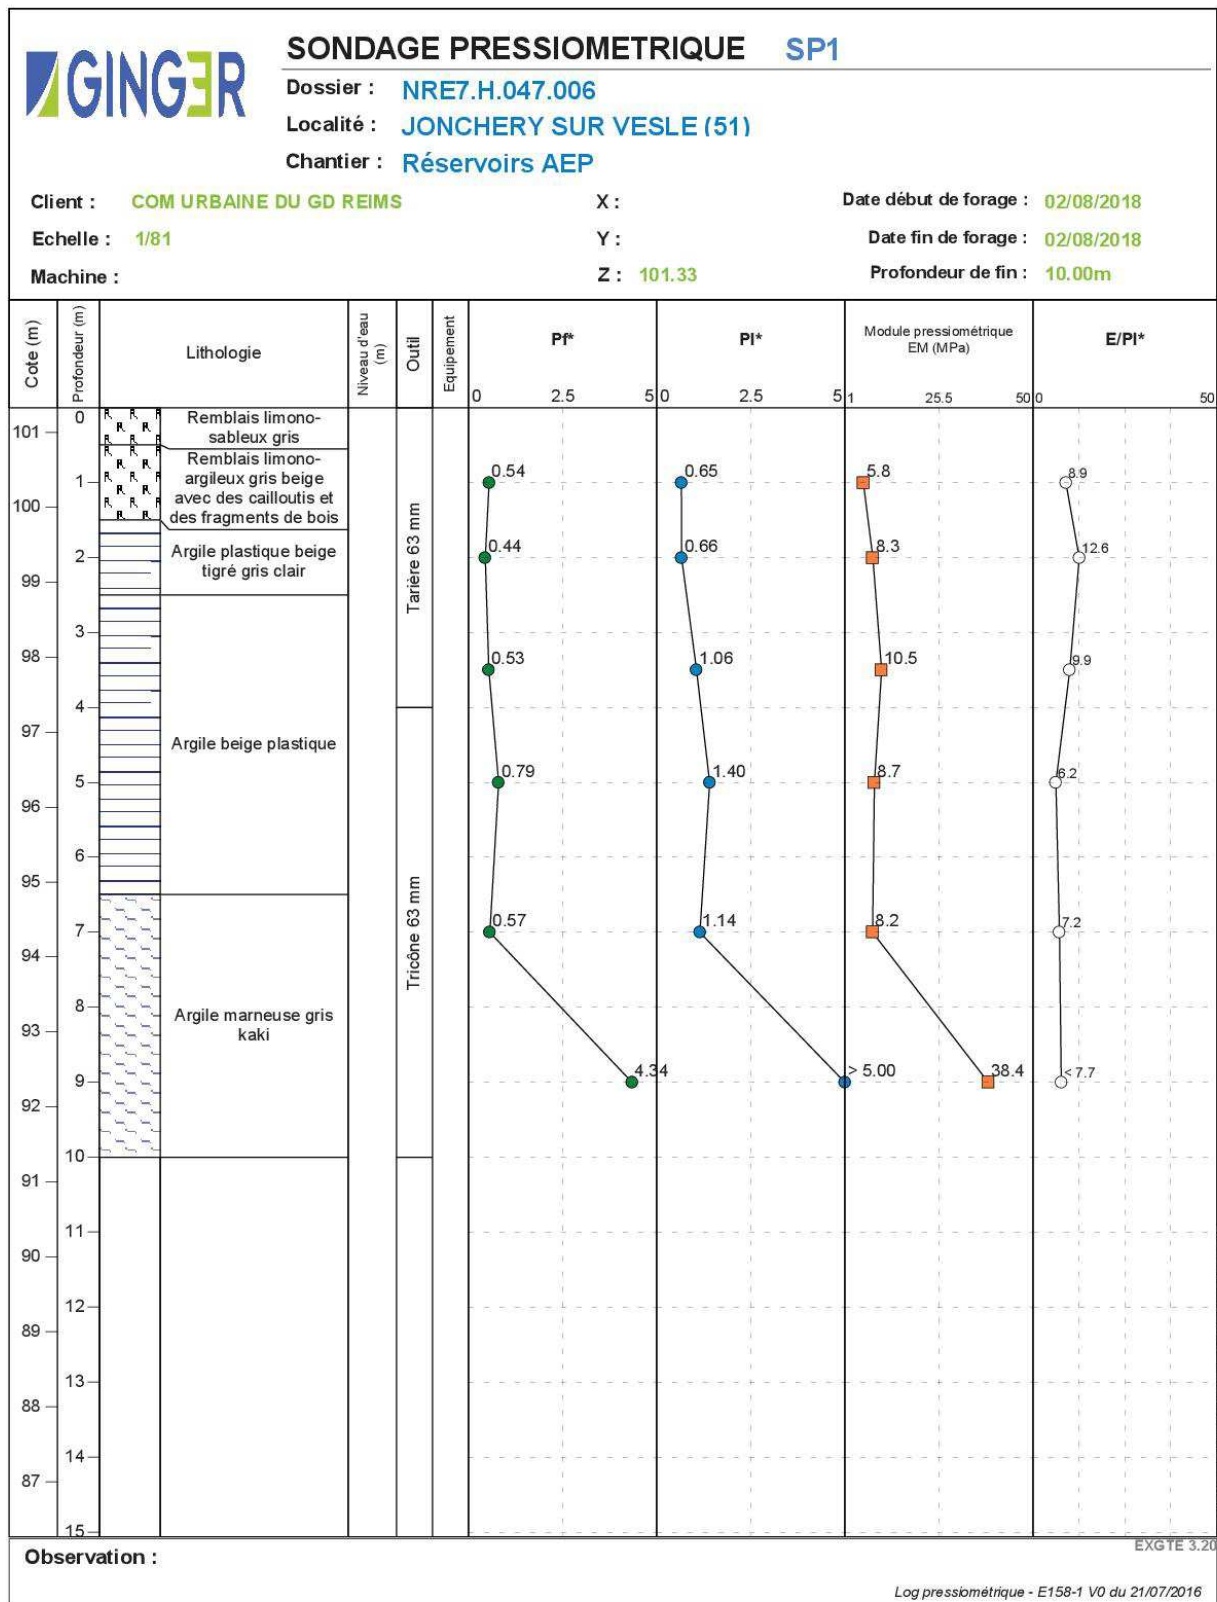 GINGER
SONDAGE PRESSIOMETRIQUE SP1
Dossier : NRE7.H.047.006
Localité : JONCHERY SUR VESLE (51)
Chantier : Réservoirs AEP
Client : COM URBAINE DU GD REIMS X : Date début de forage : 02/08/2018
Echelle : 1/81 Y : Date fin de forage : 02/08/2018
Machine : Z : 101.33 Profondeur de fin : 10.00m
Cote (m)
Profondeur (m)
Lithologie
Niveau d'eau
(m)
Outil
Equipement
Pf*
0 2.5 5
Pl*
0 2.5 5
Module pressiométrique
EM (MPa)
1 25.5 50
E/Pl*
0 50
101
100
99
98
97
96
95
94
93
92
91
90
89
88
87
0
1
2
3
4
5
6
7
8
9
10
11
12
13
14
15
Remblais limono-
sableux gris
Remblais limono-
argileux gris beige
avec des cailloutis et
des fragments de bois
Argile plastique beige
tigré gris clair
Argile beige plastique
Argile marneuse gris
kaki
Tarière 63 mm
Tricône 63 mm
0.54 0.65 5.8 8.9
0.44 0.66 8.3 12.6
0.53 1.06 10.5 9.9
0.79 1.40 8.7 6.2
0.57 1.14 8.2 7.2
4.34 > 5.00 38.4 < 7.7
EXGTE 3.20
Observation :
Log pressiométrique - E158-1 V0 du 21/07/2016